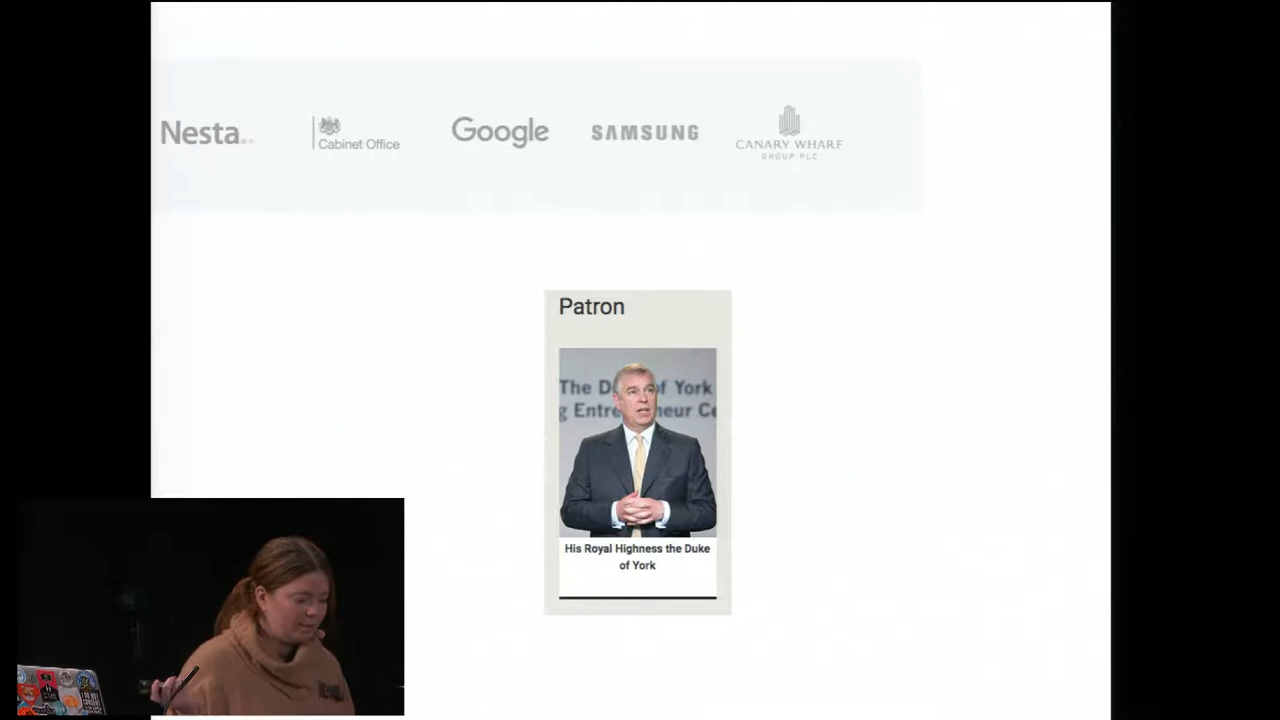 Nesta
Cabinet Office
Google
SAMSUNG
CANARY WHARF
GROUP PLC
Patron
The D of York
g Entre neur Ce
His Royal Highness the Duke
of York